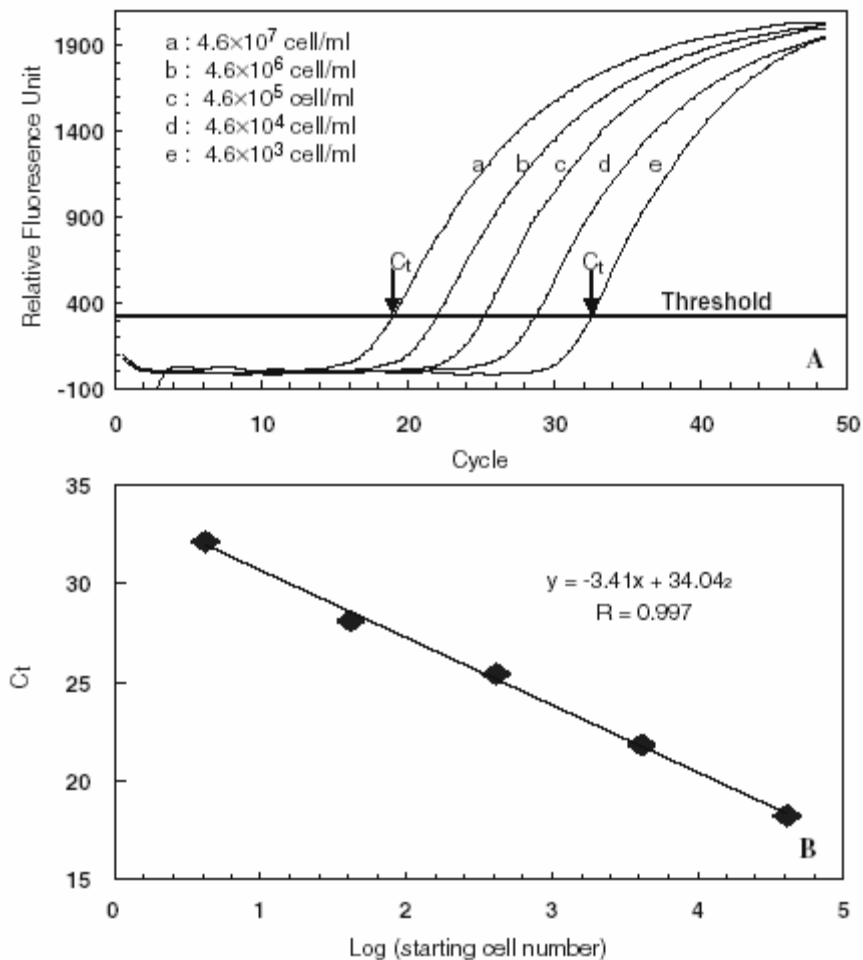 a : 4.6×10⁷ cell/ml
b : 4.6×10⁶ cell/ml
c : 4.6×10⁵ cell/ml
d : 4.6×10⁴ cell/ml
e : 4.6×10³ cell/ml
Relative Fluoresence Unit
1900
1400
900
400
-100
a
b
c
d
e
Ct
Ct
Threshold
A
0
10
20
30
40
50
Cycle
35
32
30
25
20
15
Ct
y = -3.41x + 34.04₂
R = 0.997
B
0
1
2
3
4
5
Log (starting cell number)